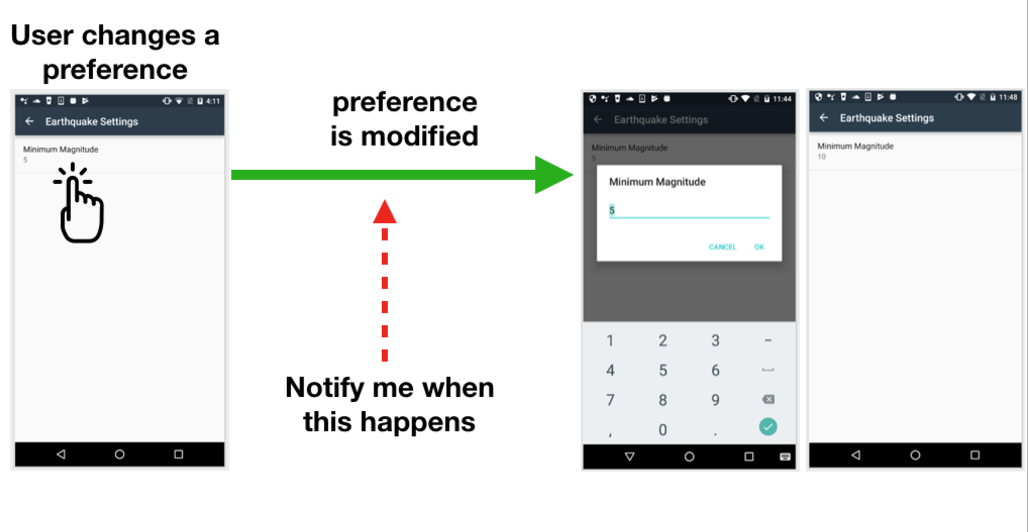 User changes a
preference
4:11
Earthquake Settings
Minimum Magnitude
5
preference
is modified
Notify me when
this happens
11:44
Earthquake Settings
Minimum Magnitude
5
Minimum Magnitude
5
CANCEL OK
1 2 3 -
4 5 6
7 8 9
, 0 .
11:48
Earthquake Settings
Minimum Magnitude
10